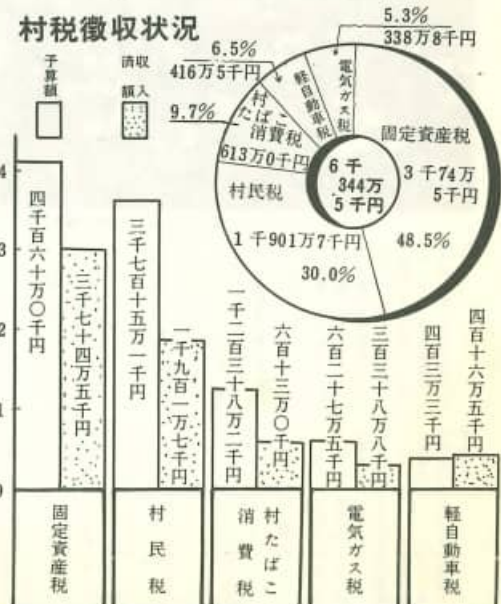 村税徴収状況
予算額
収入済額
5.3%
338万8千円
電気ガス税
6.5%
416万5千円
軽自動車税
9.7%
村たばこ
消費税
613万0千円
固定資産税
3千74万
5千円
48.5%
村民税
1千901万7千円
30.0%
6千
344万
5千円
4
3
2
1
0
四千百六十万〇千円
三千七十四万五千円
三千七百十五万一千円
一千九百一万七千円
一千二百三十八万二千円
六百十三万〇千円
六百二十七万五千円
三百三十八万八千円
四百三万三千円
四百十六万五千円
固定資産税
村民税
村たばこ
消費税
電気ガス税
軽自動車税